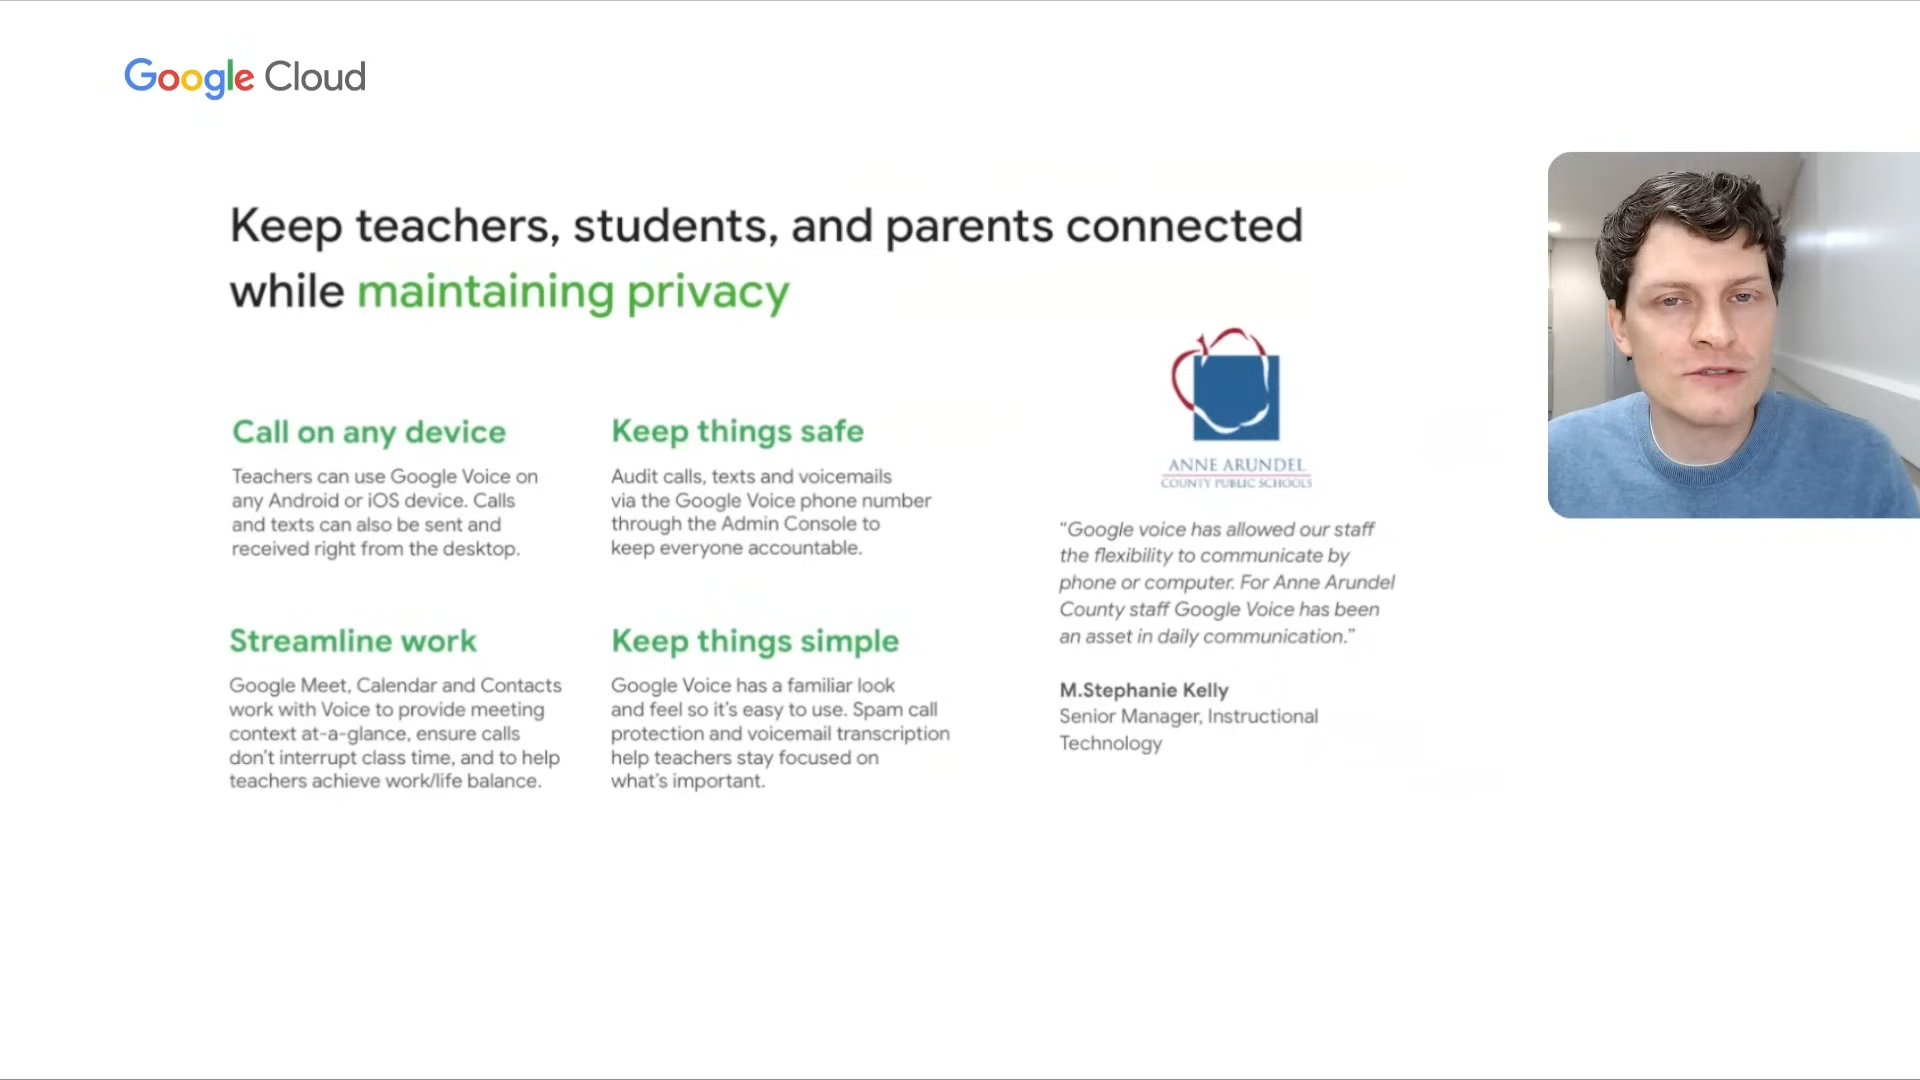 Google Cloud
Keep teachers, students, and parents connected
while maintaining privacy
Call on any device
Teachers can use Google Voice on
any Android or iOS device. Calls
and texts can also be sent and
received right from the desktop.
Keep things safe
Audit calls, texts and voicemails
via the Google Voice phone number
through the Admin Console to
keep everyone accountable.
Streamline work
Google Meet, Calendar and Contacts
work with Voice to provide meeting
context at-a-glance, ensure calls
don't interrupt class time, and to help
teachers achieve work/life balance.
Keep things simple
Google Voice has a familiar look
and feel so it's easy to use. Spam call
protection and voicemail transcription
help teachers stay focused on
what's important.
ANNE ARUNDEL
COUNTY PUBLIC SCHOOLS
"Google voice has allowed our staff
the flexibility to communicate by
phone or computer. For Anne Arundel
County staff Google Voice has been
an asset in daily communication."
M.Stephanie Kelly
Senior Manager, Instructional
Technology